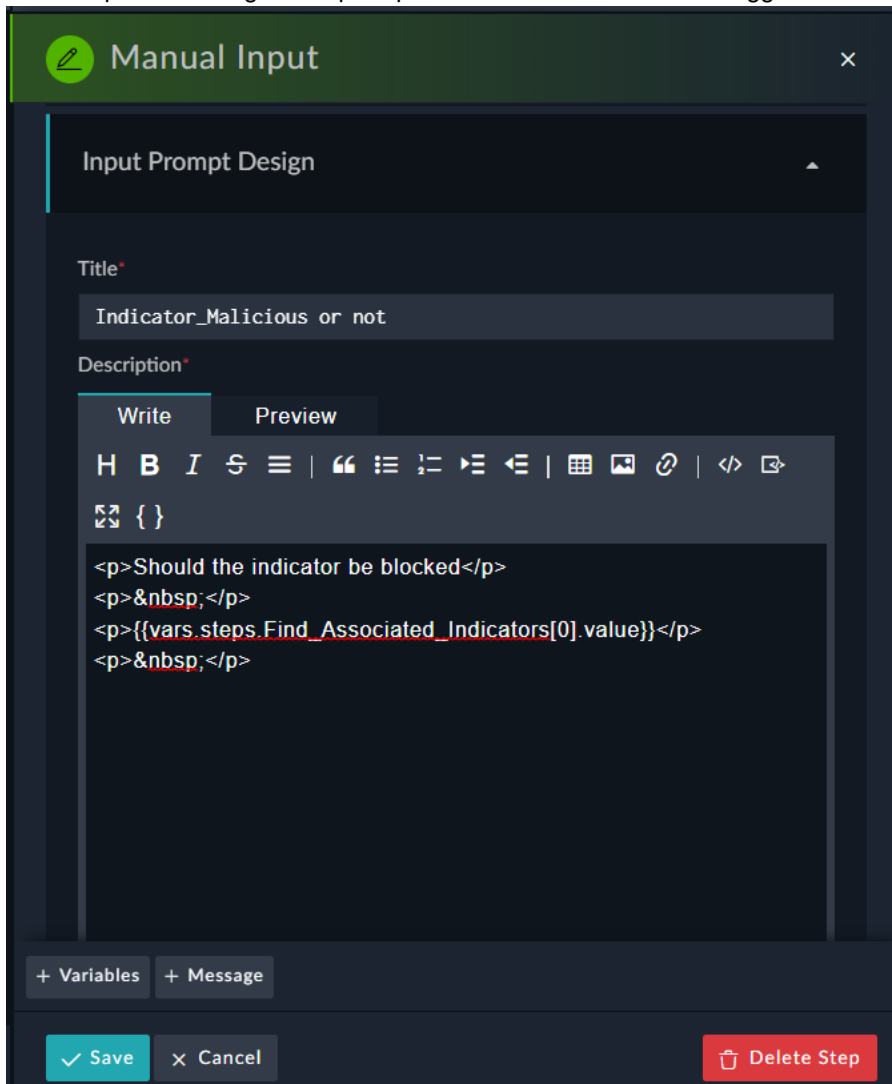 Manual Input
Input Prompt Design
Title*
Indicator_Malicious or not
Description*
Write Preview
H B I S
{ }
<p>Should the indicator be blocked</p>
<p>&nbsp;</p>
<p>{{vars.steps.Find_Associated_Indicators[0].value}}</p>
<p>&nbsp;</p>
+ Variables + Message
Save × Cancel Delete Step